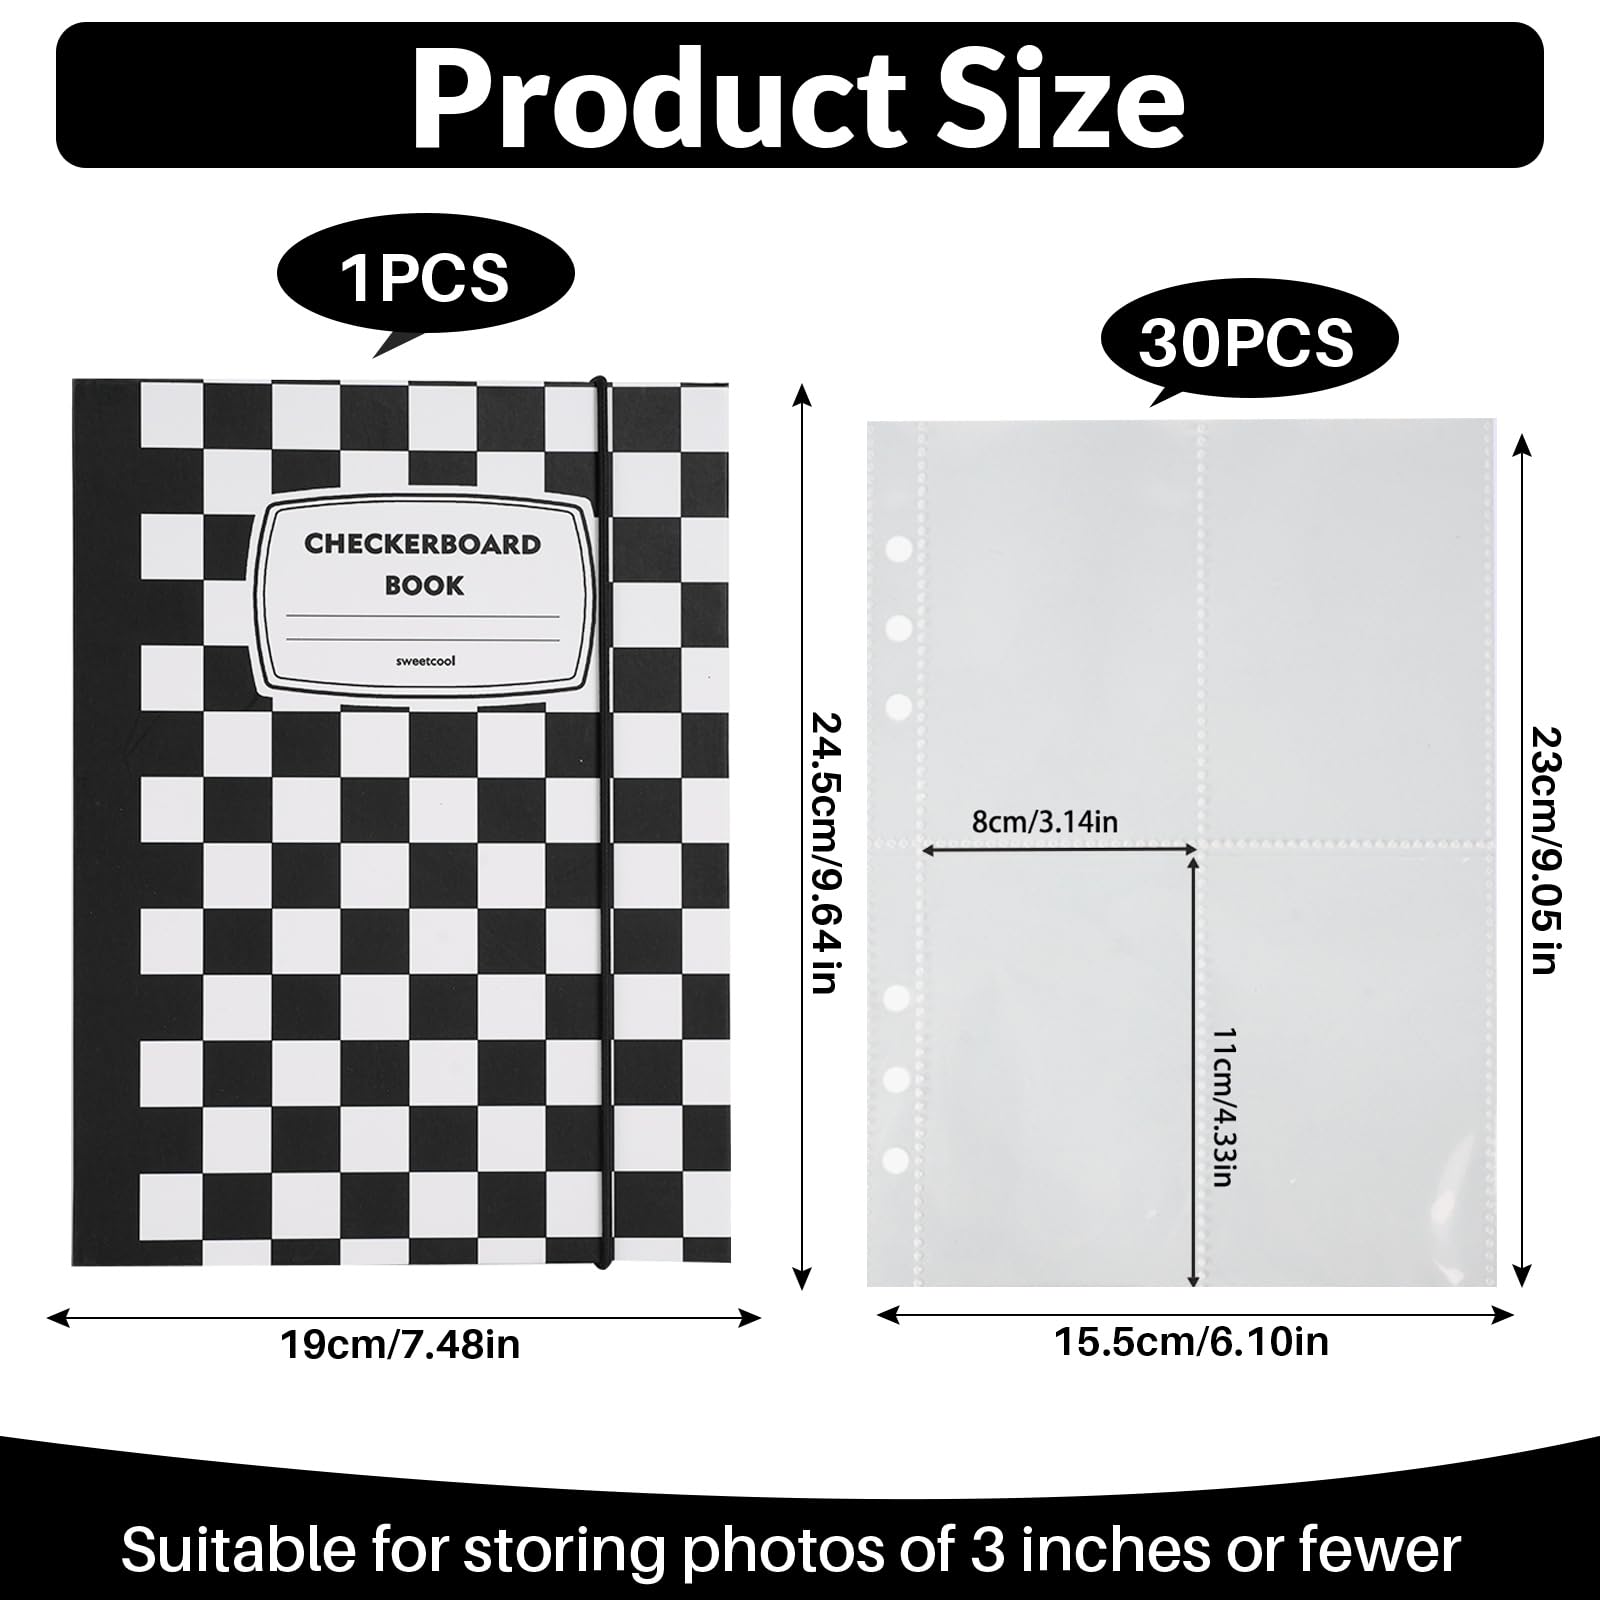 Product Size
1PCS
30PCS
CHECKERBOARD
BOOK
sweetcool
24.5cm/9.64 in
19cm/7.48in
8cm/3.14in
11cm/4.33in
23cm/9.05 in
15.5cm/6.10in
Suitable for storing photos of 3 inches or fewer